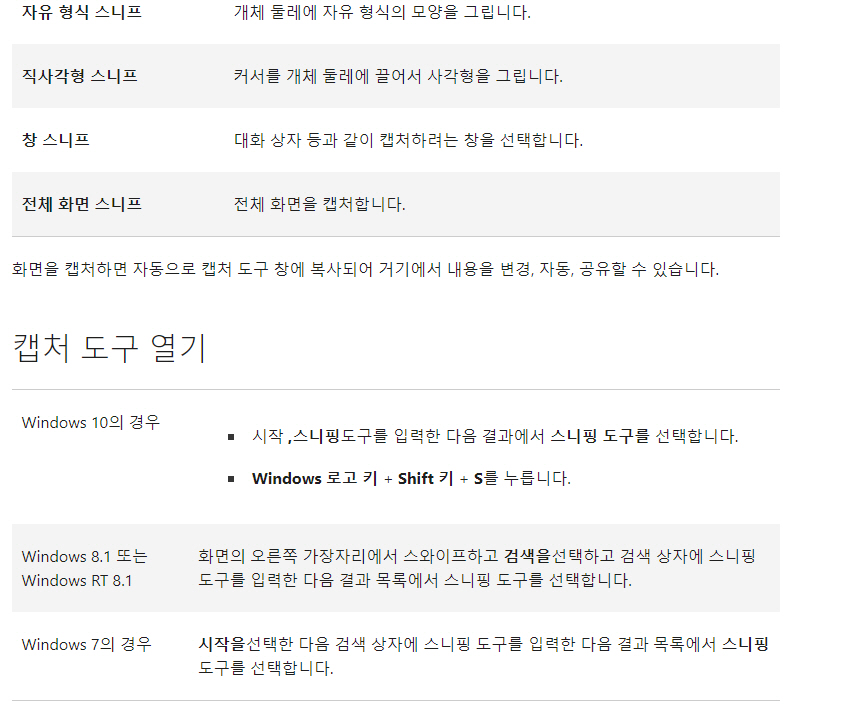 자유 형식 스니프 개체 둘레에 자유 형식의 모양을 그립니다.
직사각형 스니프 커서를 개체 둘레에 끌어서 사각형을 그립니다.
창 스니프 대화 상자 등과 같이 캡처하려는 창을 선택합니다.
전체 화면 스니프 전체 화면을 캡처합니다.
화면을 캡처하면 자동으로 캡처 도구 창에 복사되어 거기에서 내용을 변경, 자동, 공유할 수 있습니다.
캡처 도구 열기
Windows 10의 경우
▪ 시작 ,스니핑도구를 입력한 다음 결과에서 스니핑 도구를 선택합니다.
▪ Windows 로고 키 + Shift 키 + S를 누릅니다.
Windows 8.1 또는
Windows RT 8.1
화면의 오른쪽 가장자리에서 스와이프하고 검색을선택하고 검색 상자에 스니핑
도구를 입력한 다음 결과 목록에서 스니핑 도구를 선택합니다.
Windows 7의 경우
시작을선택한 다음 검색 상자에 스니핑 도구를 입력한 다음 결과 목록에서 스니핑
도구를 선택합니다.